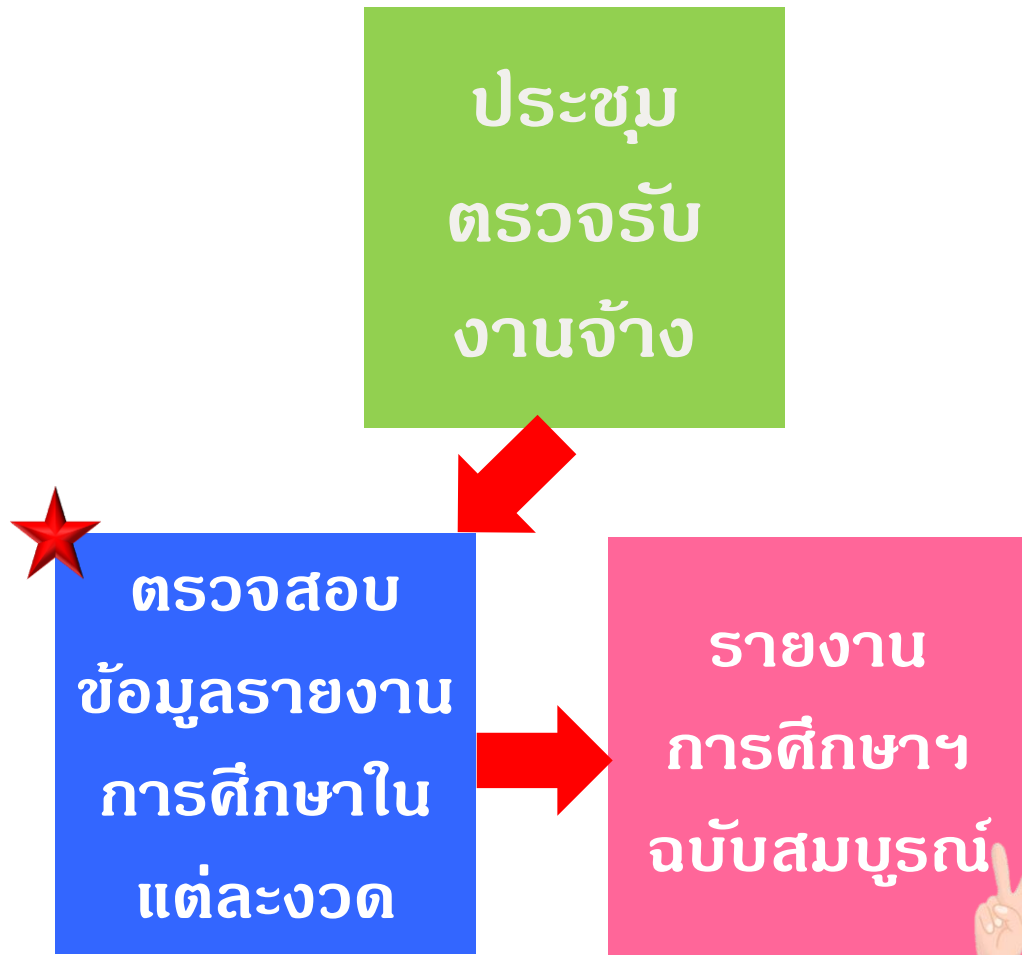 ประชุม
ตรวจรับ
งานจ้าง
ตรวจสอบ
ข้อมูลรายงาน
การศึกษาใน
แต่ละงวด
รายงาน
การศึกษาฯ
ฉบับสมบูรณ์